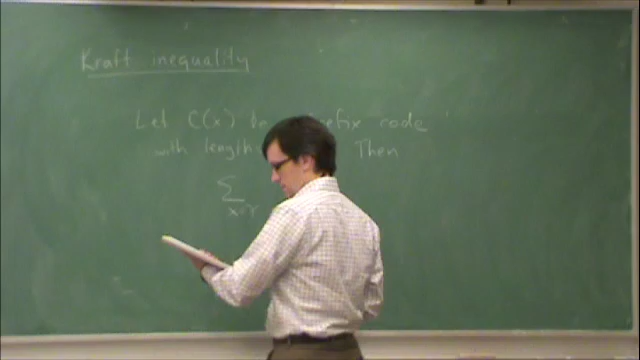 Kraft inequality
Let C(x) be prefix code
with length Then
∑